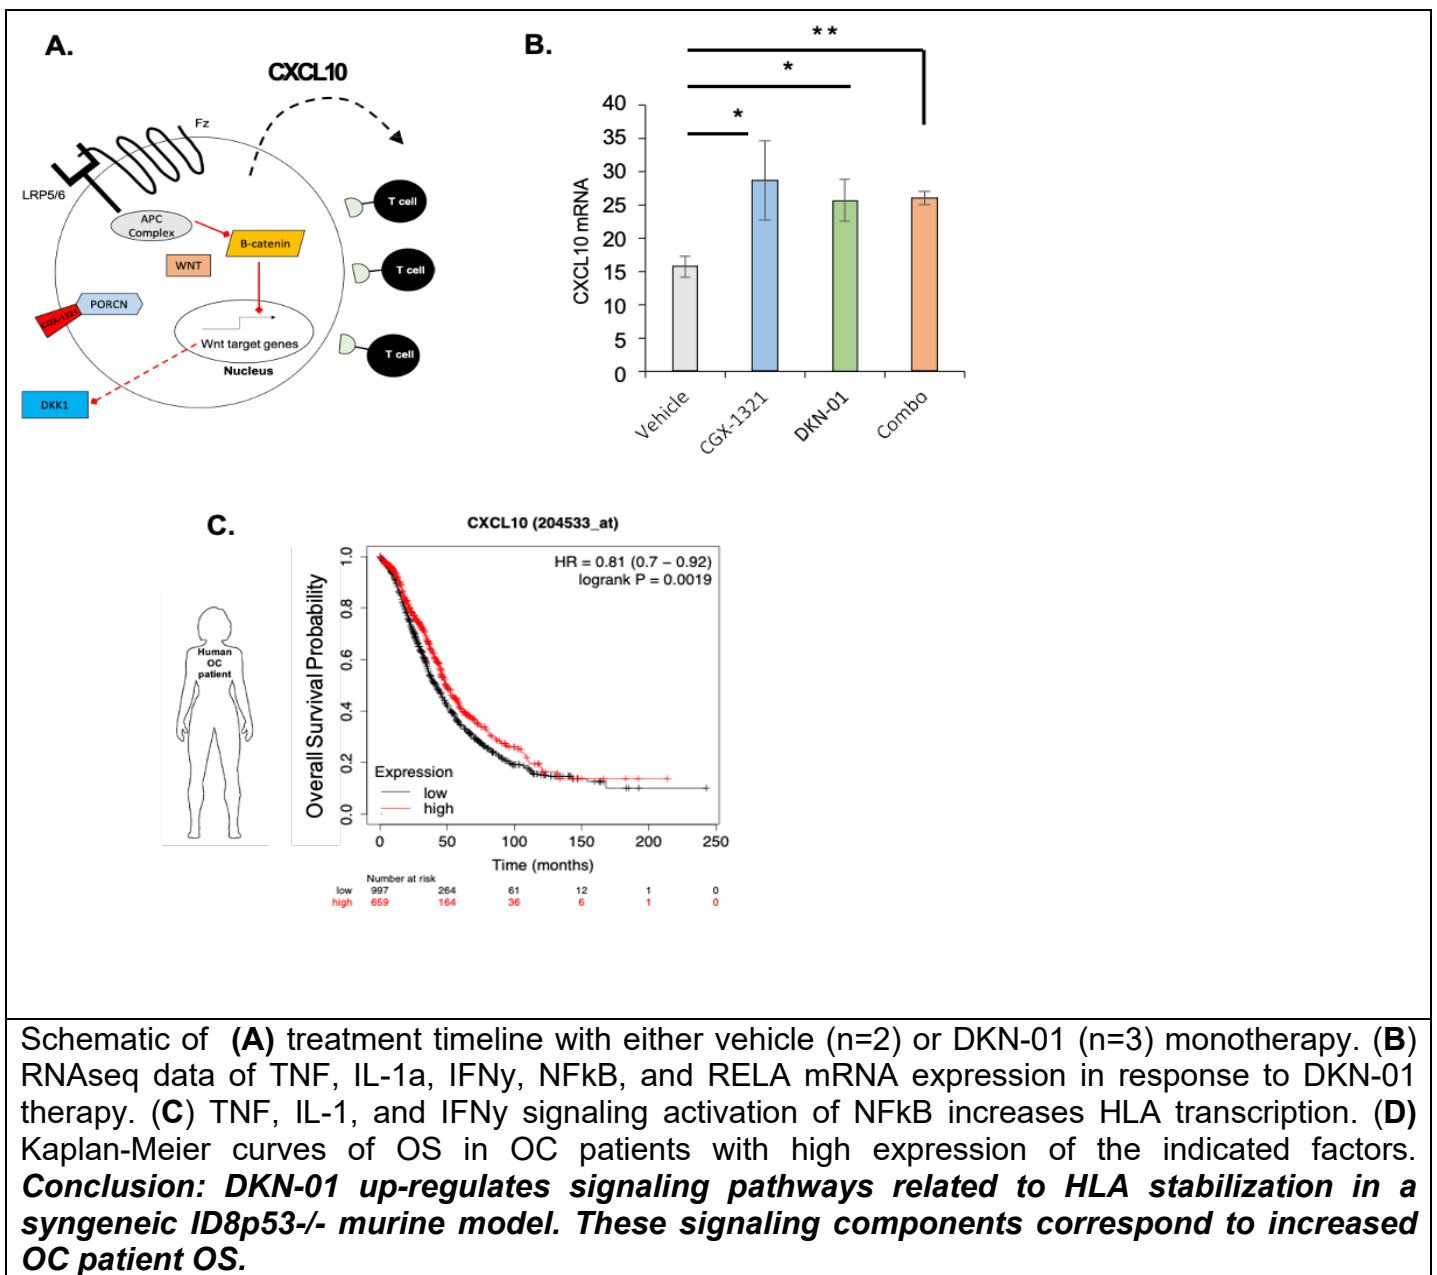 A.
CXCL10
Fz
LRP5/6
APC
Complex
B-catenin
WNT
PORCN
CGX-1321
Wnt target genes
Nucleus
DKK1
T cell
T cell
T cell
B.
**
*
*
CXCL10 mRNA
40
35
30
25
20
15
10
5
0
Vehicle
CGX-1321
DKN-01
Combo
C.
Human
OC
patient
CXCL10 (204533_at)
HR = 0.81 (0.7 – 0.92)
logrank P = 0.0019
Overall Survival Probability
1.0
0.8
0.6
0.4
0.2
0.0
Expression
low
high
0 50 100 150 200 250
Time (months)
Number at risk
low 997 264 61 12 1 0
high 659 164 36 6 1 0
Schematic of (A) treatment timeline with either vehicle (n=2) or DKN-01 (n=3) monotherapy. (B)
RNAseq data of TNF, IL-1a, IFNy, NFkB, and RELA mRNA expression in response to DKN-01
therapy. (C) TNF, IL-1, and IFNy signaling activation of NFkB increases HLA transcription. (D)
Kaplan-Meier curves of OS in OC patients with high expression of the indicated factors.
Conclusion: DKN-01 up-regulates signaling pathways related to HLA stabilization in a
syngeneic ID8p53-/- murine model. These signaling components correspond to increased
OC patient OS.